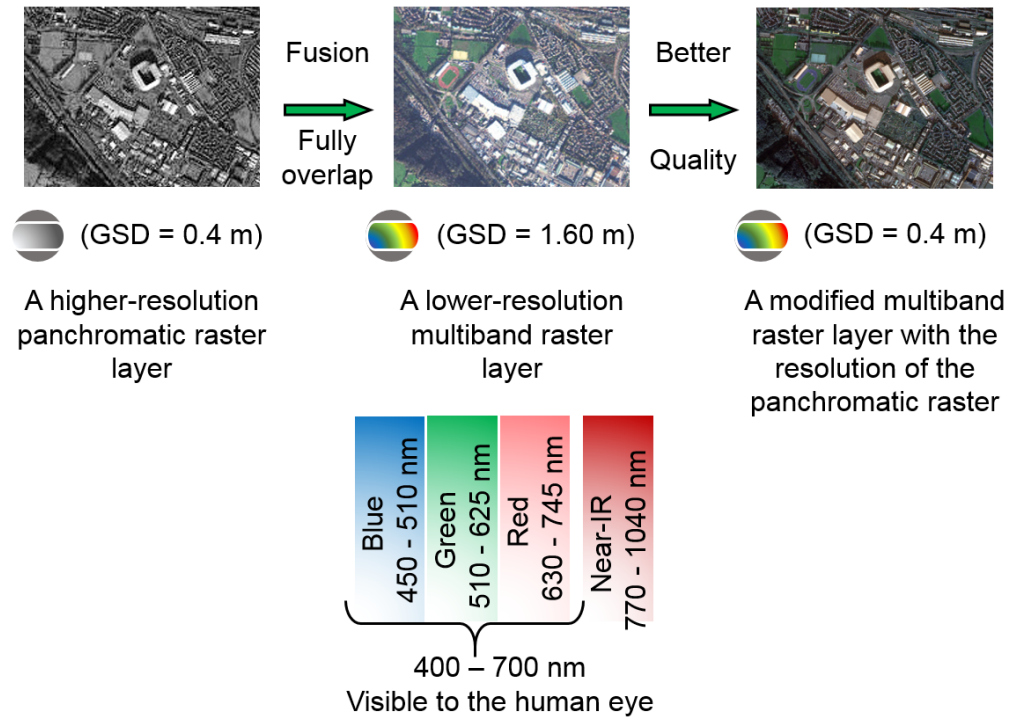 Fusion
Fully
overlap
Better
Quality
(GSD = 0.4 m)
(GSD = 1.60 m)
(GSD = 0.4 m)
A higher-resolution
panchromatic raster
layer
A lower-resolution
multiband raster
layer
A modified multiband
raster layer with the
resolution of the
panchromatic raster
Blue
450 - 510 nm
Green
510 - 625 nm
Red
630 - 745 nm
Near-IR
770 - 1040 nm
400 – 700 nm
Visible to the human eye